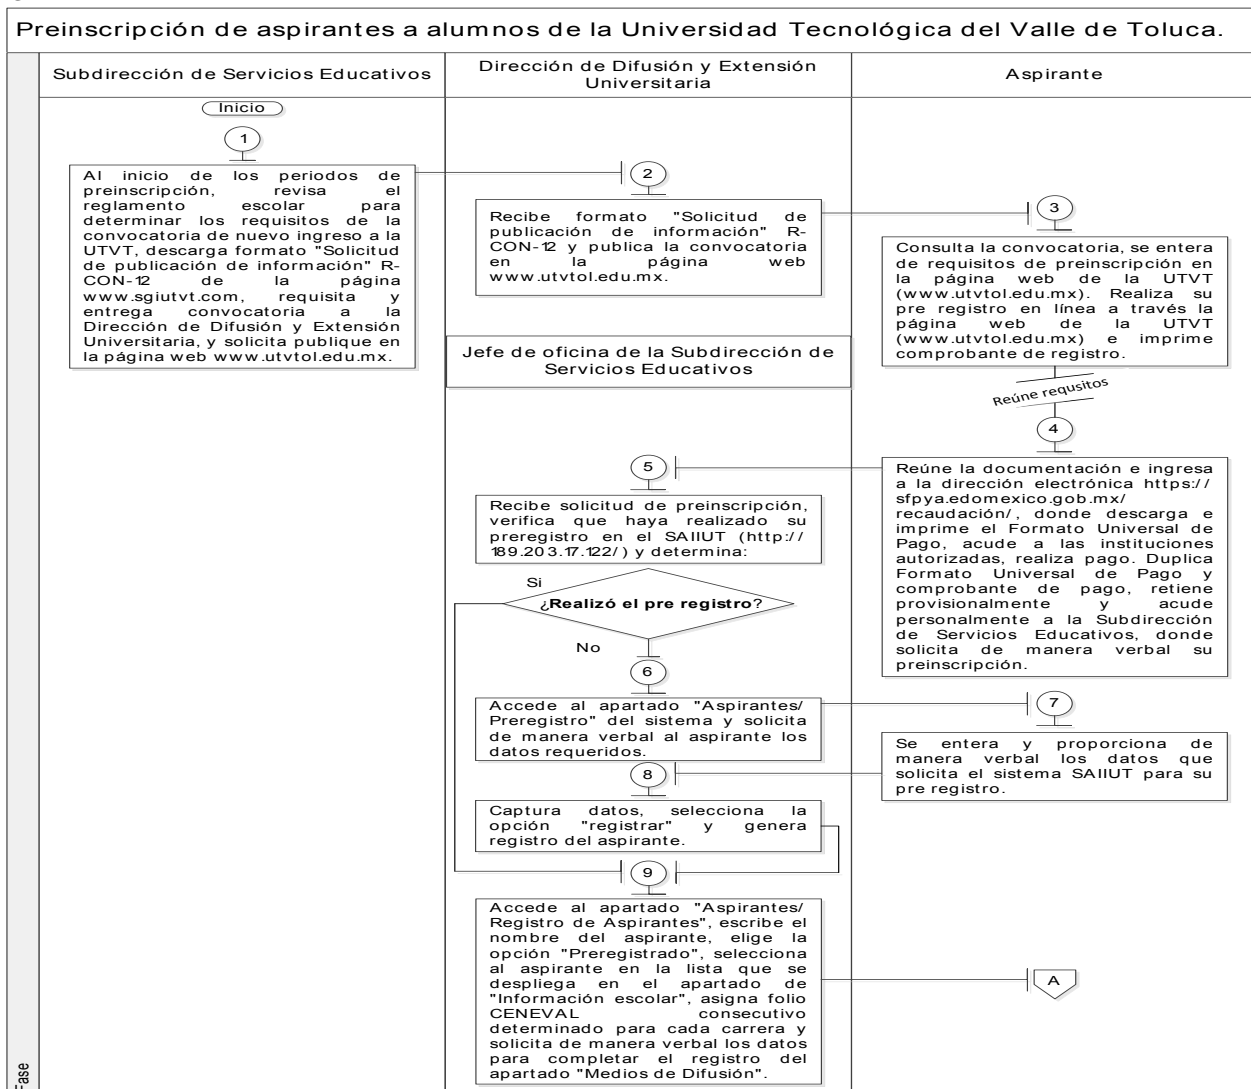 Preinscripción de aspirantes a alumnos de la Universidad Tecnológica del Valle de Toluca.
Subdirección de Servicios Educativos
Dirección de Difusión y Extensión
Universitaria
Aspirante
Inicio
1
Al inicio de los periodos de
preinscripción, revisa el
reglamento escolar para
determinar los requisitos de la
convocatoria de nuevo ingreso a la
UTVT, descarga formato "Solicitud
de publicación de información" R-
CON-12 de la página
www.sgiutvt.com, requisita y
entrega convocatoria a la
Dirección de Difusión y Extensión
Universitaria, y solicita publique en
la página web www.utvtol.edu.mx.
2
Recibe formato "Solicitud de
publicación de información" R-
CON-12 y publica la convocatoria
en la página web
www.utvtol.edu.mx.
3
Consulta la convocatoria, se entera
de requisitos de preinscripción en
la página web de la UTVT
(www.utvtol.edu.mx). Realiza su
pre registro en línea a través la
página web de la UTVT
(www.utvtol.edu.mx) e imprime
comprobante de registro.
Jefe de oficina de la Subdirección de
Servicios Educativos
Reúne requsitos
4
Reúne la documentación e ingresa
a la dirección electrónica https://
sfpya.edomexico.gob.mx/
recaudación/, donde descarga e
imprime el Formato Universal de
Pago, acude a las instituciones
autorizadas, realiza pago. Duplica
Formato Universal de Pago y
comprobante de pago, retiene
provisionalmente y acude
personalmente a la Subdirección
de Servicios Educativos, donde
solicita de manera verbal su
preinscripción.
5
Recibe solicitud de preinscripción,
verifica que haya realizado su
preregistro en el SAIIUT (http://
189.203.17.122/) y determina:
Si
¿Realizó el pre registro?
No
6
Accede al apartado "Aspirantes/
Preregistro" del sistema y solicita
de manera verbal al aspirante los
datos requeridos.
7
Se entera y proporciona de
manera verbal los datos que
solicita el sistema SAIIUT para su
pre registro.
8
Captura datos, selecciona la
opción "registrar" y genera
registro del aspirante.
9
Accede al apartado "Aspirantes/
Registro de Aspirantes", escribe el
nombre del aspirante, elige la
opción "Preregistrado", selecciona
al aspirante en la lista que se
despliega en el apartado de
"Información escolar", asigna folio
CENEVAL consecutivo
determinado para cada carrera y
solicita de manera verbal los datos
para completar el registro del
apartado "Medios de Difusión".
A
Fase